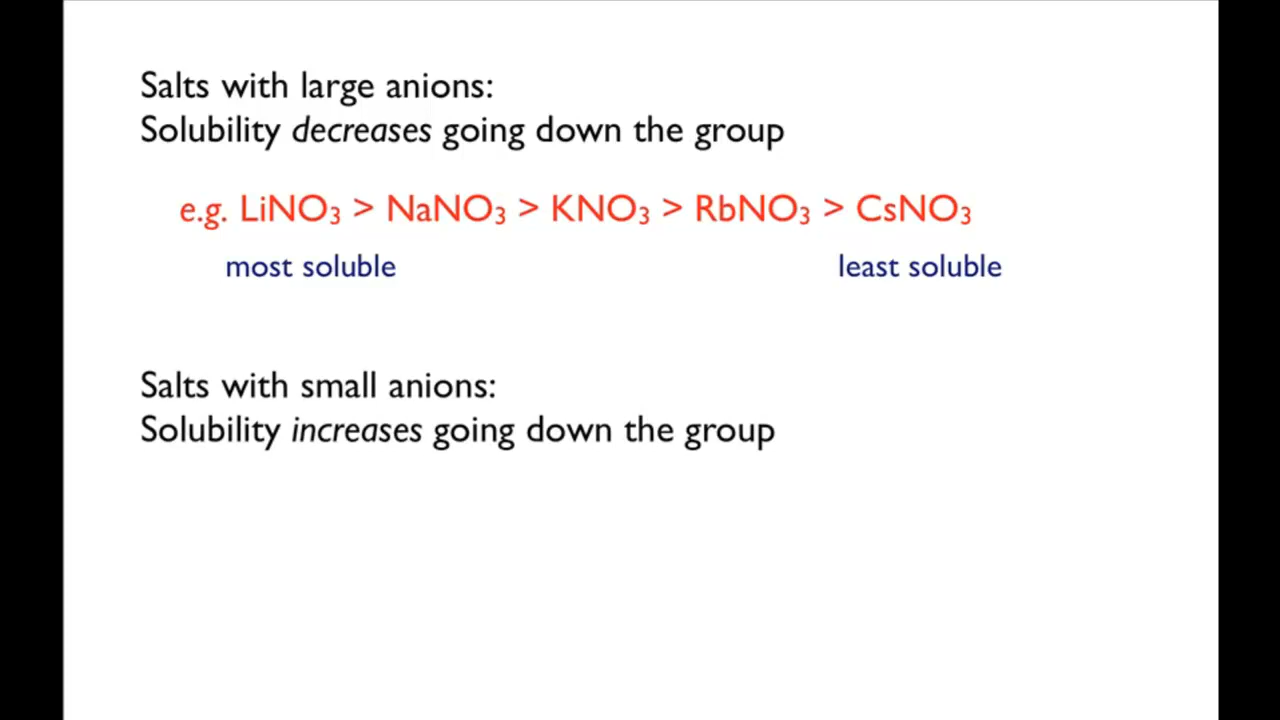 Salts with large anions:
Solubility decreases going down the group
e.g. LiNO₃ > NaNO₃ > KNO₃ > RbNO₃ > CsNO₃
most soluble least soluble
Salts with small anions:
Solubility increases going down the group